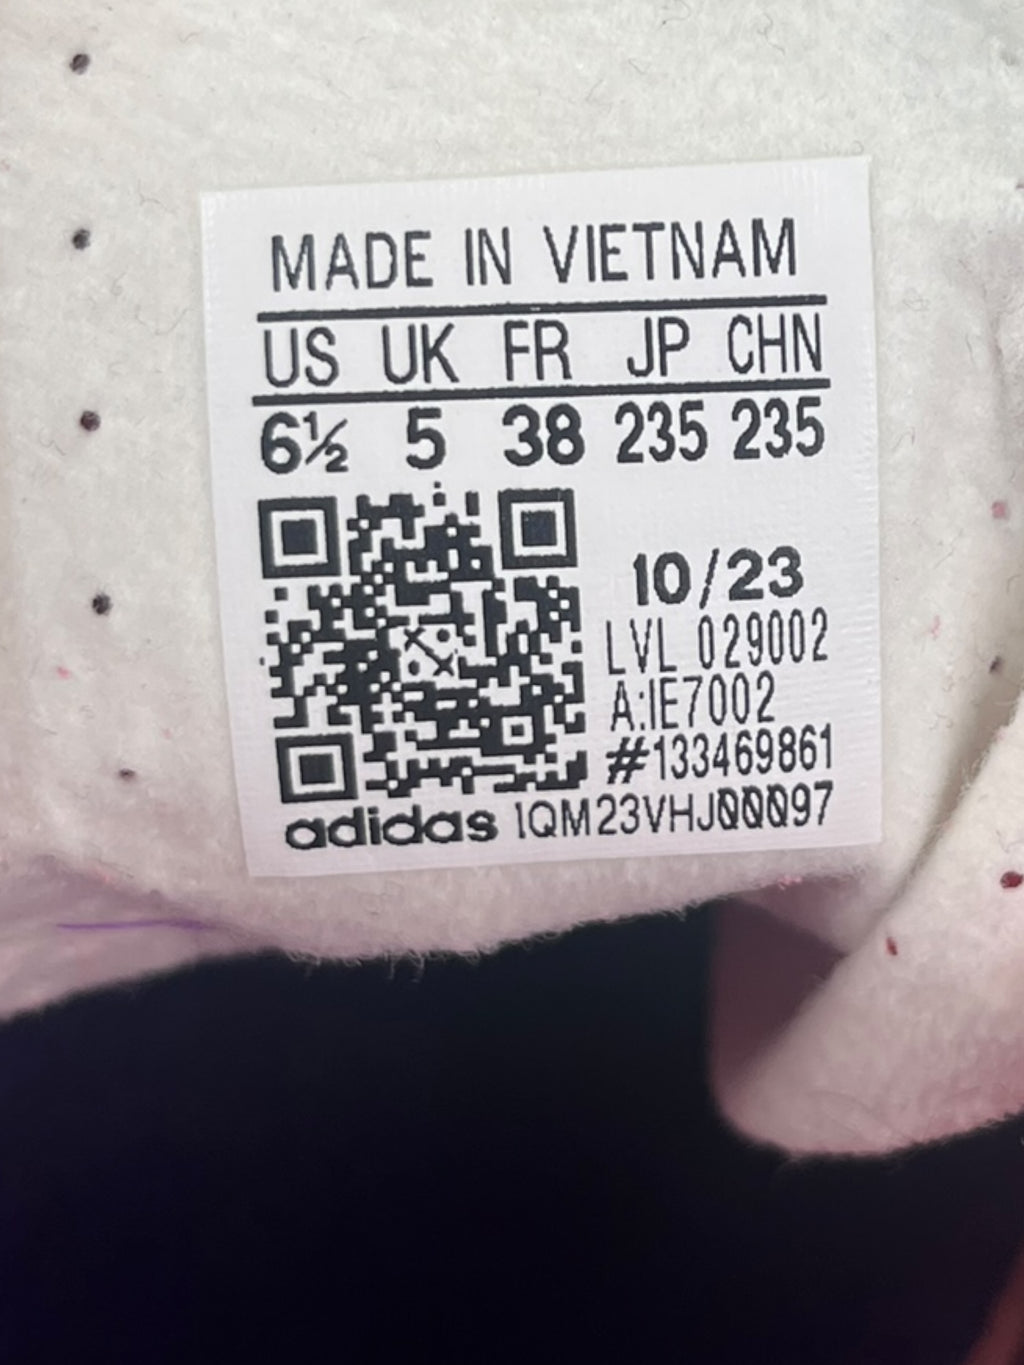 MADE IN VIETNAM
US UK FR JP CHN
6½ 5 38 235 235
10/23
LVL 029002
A:IE7002
#133469861
adidas 1QM23VHJ00097